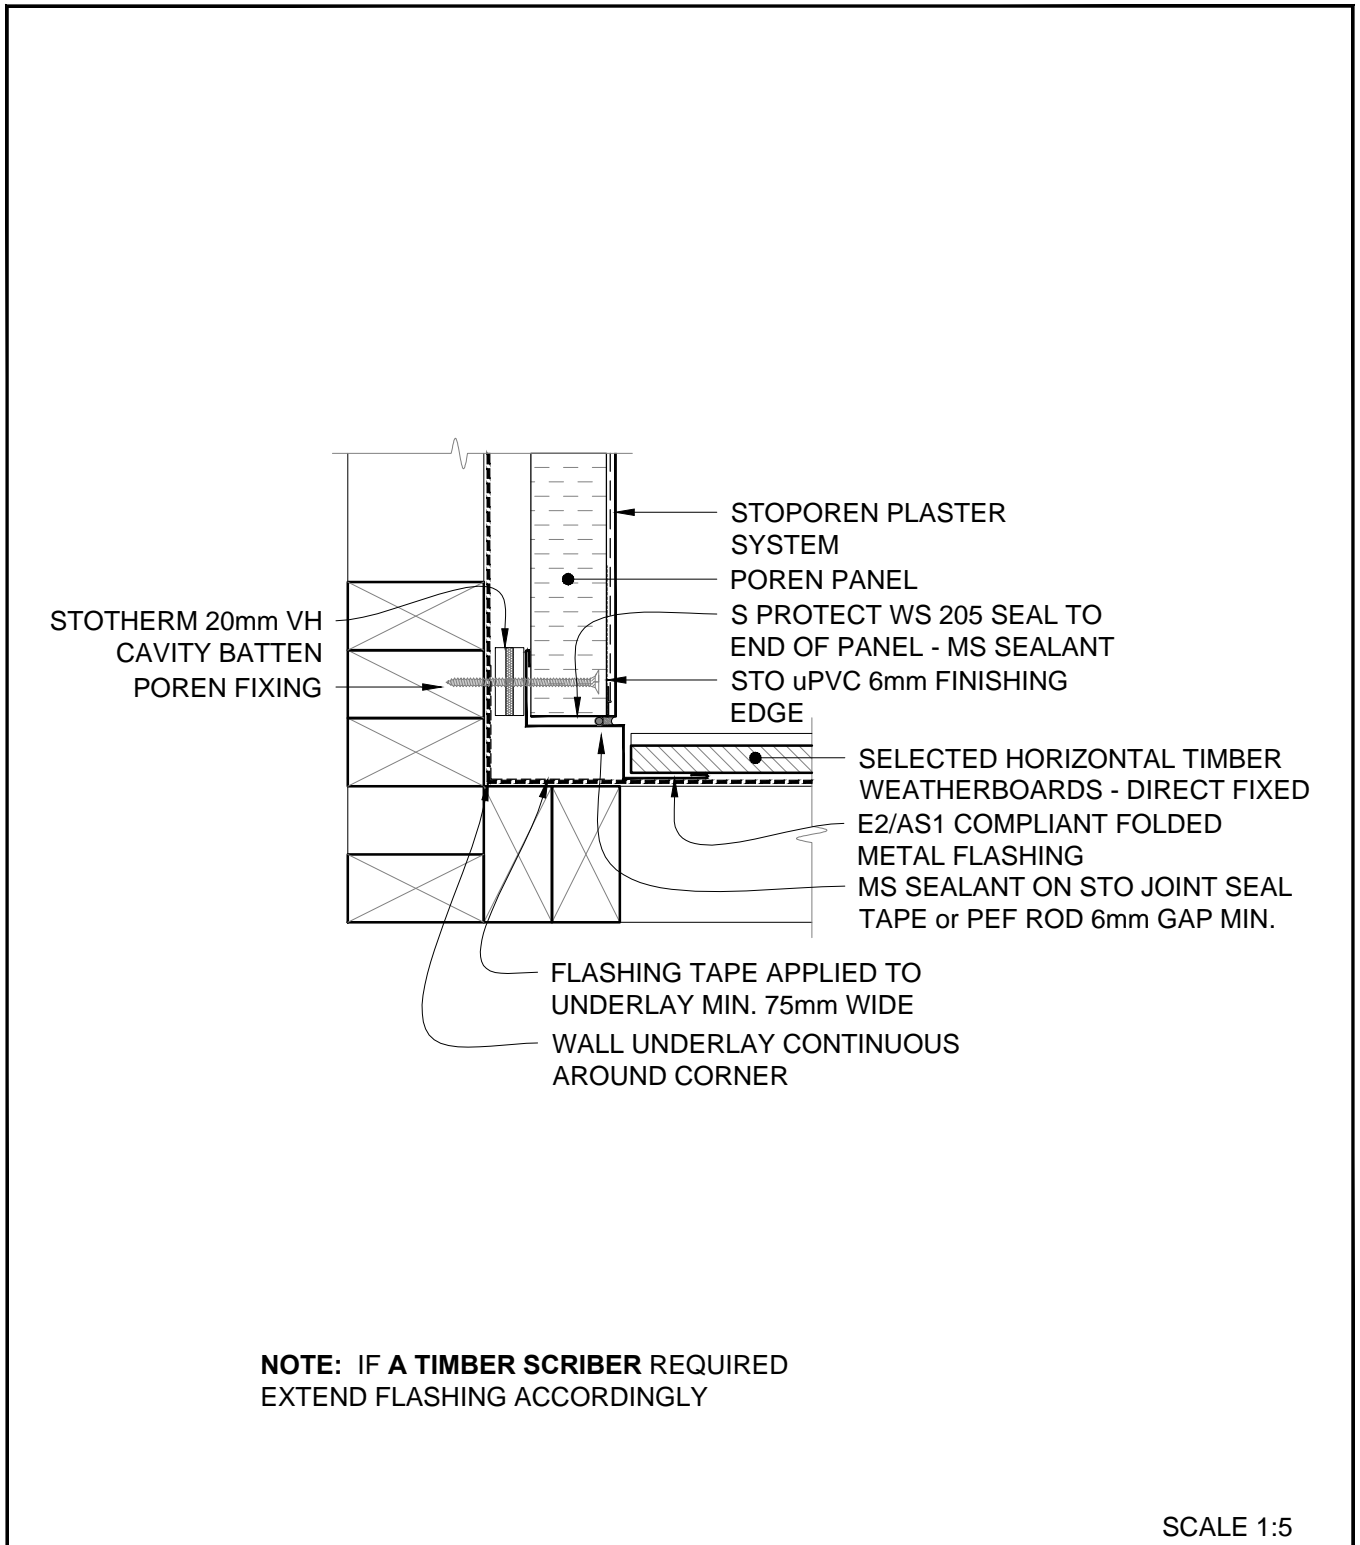 STOPOREN PLASTER
SYSTEM
POREN PANEL
S PROTECT WS 205 SEAL TO
END OF PANEL - MS SEALANT
STO uPVC 6mm FINISHING
EDGE
STOTHERM 20mm VH
CAVITY BATTEN
POREN FIXING
SELECTED HORIZONTAL TIMBER
WEATHERBOARDS - DIRECT FIXED
E2/AS1 COMPLIANT FOLDED
METAL FLASHING
MS SEALANT ON STO JOINT SEAL
TAPE or PEF ROD 6mm GAP MIN.
FLASHING TAPE APPLIED TO
UNDERLAY MIN. 75mm WIDE
WALL UNDERLAY CONTINUOUS
AROUND CORNER
NOTE: IF A TIMBER SCRIBER REQUIRED
EXTEND FLASHING ACCORDINGLY
SCALE 1:5